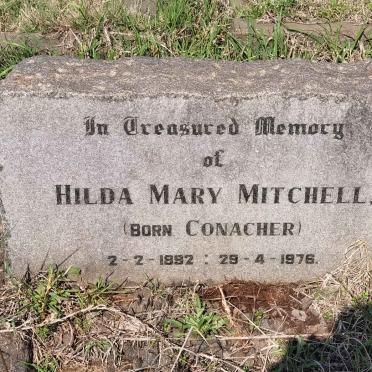 In Treasured Memory
of
HILDA MARY MITCHELL.
(BORN CONACHER)
2-2-1892 : 29-4-1976.